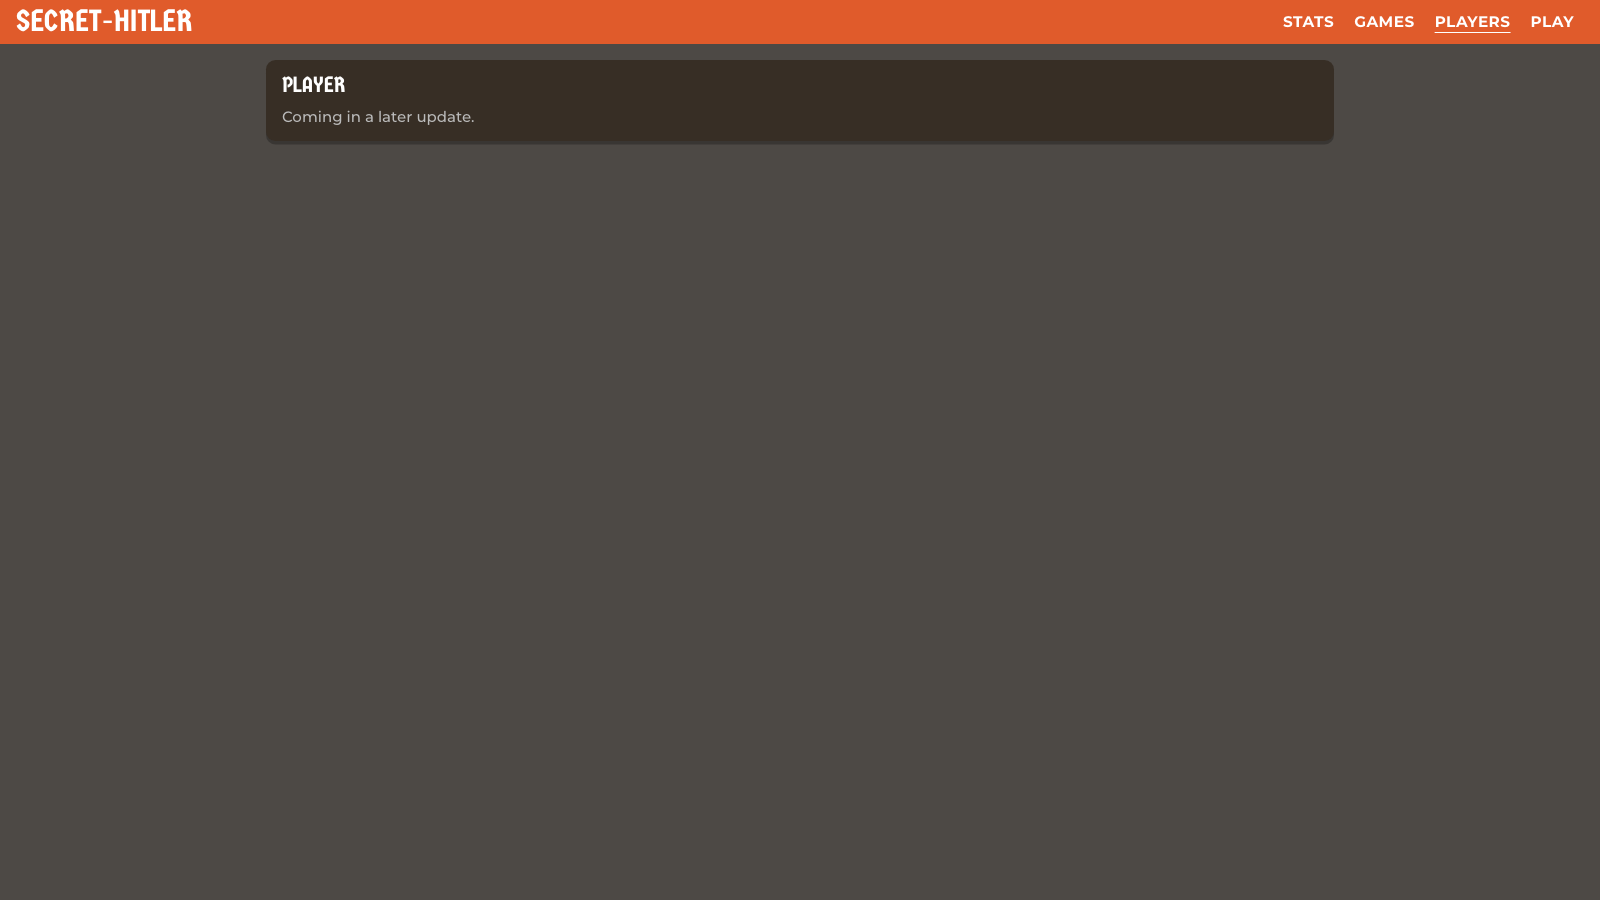 SECRET-HITLER
STATS GAMES PLAYERS PLAY
PLAYER
Coming in a later update.